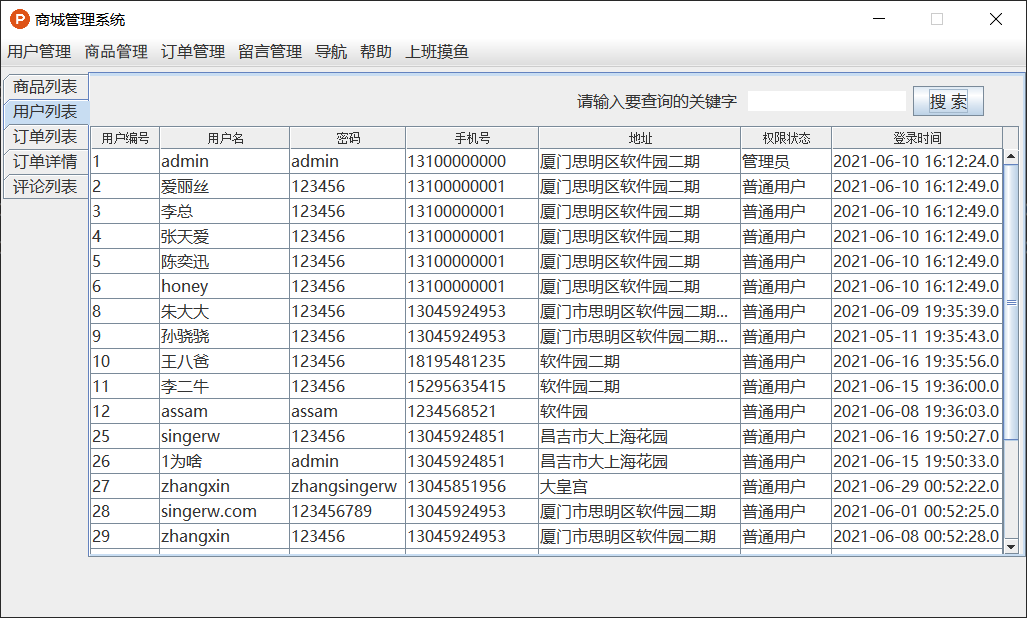 P 商城管理系统
用户管理 商品管理 订单管理 留言管理 导航 帮助 上班摸鱼
商品列表
用户列表
订单列表
订单详情
评论列表
请输入要查询的关键字 搜 索
用户编号 用户名 密码 手机号 地址 权限状态 登录时间
1 admin admin 13100000000 厦门思明区软件园二期 管理员 2021-06-10 16:12:24.0
2 爱丽丝 123456 13100000001 厦门思明区软件园二期 普通用户 2021-06-10 16:12:49.0
3 李总 123456 13100000001 厦门思明区软件园二期 普通用户 2021-06-10 16:12:49.0
4 张天爱 123456 13100000001 厦门思明区软件园二期 普通用户 2021-06-10 16:12:49.0
5 陈奕迅 123456 13100000001 厦门思明区软件园二期 普通用户 2021-06-10 16:12:49.0
6 honey 123456 13100000001 厦门思明区软件园二期 普通用户 2021-06-10 16:12:49.0
8 朱大大 123456 13045924953 厦门市思明区软件园二期... 普通用户 2021-06-09 19:35:39.0
9 孙骁骁 123456 13045924953 厦门市思明区软件园二期... 普通用户 2021-05-11 19:35:43.0
10 王八爸 123456 18195481235 软件园二期 普通用户 2021-06-16 19:35:56.0
11 李二牛 123456 15295635415 软件园二期 普通用户 2021-06-15 19:36:00.0
12 assam assam 1234568521 软件园 普通用户 2021-06-08 19:36:03.0
25 singerw 123456 13045924851 昌吉市大上海花园 普通用户 2021-06-16 19:50:27.0
26 1为啥 admin 13045924851 昌吉市大上海花园 普通用户 2021-06-15 19:50:33.0
27 zhangxin zhangsingerw 13045851956 大皇宫 普通用户 2021-06-29 00:52:22.0
28 singerw.com 123456789 13045924953 厦门市思明区软件园二期 普通用户 2021-06-01 00:52:25.0
29 zhangxin 123456 13045924953 厦门市思明区软件园二期 普通用户 2021-06-08 00:52:28.0